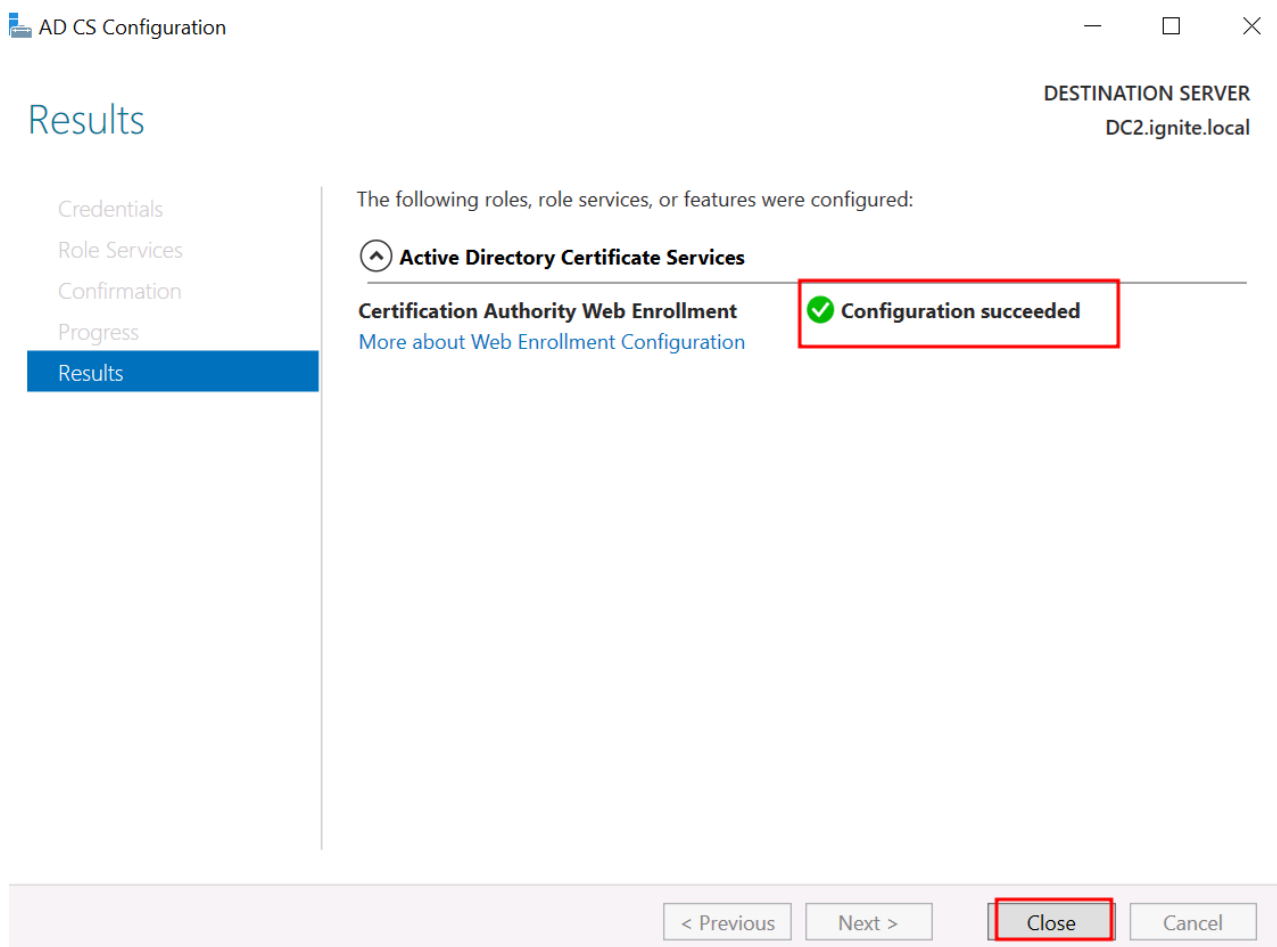 AD CS Configuration
Results
DESTINATION SERVER
DC2.ignite.local
Credentials
Role Services
Confirmation
Progress
Results
The following roles, role services, or features were configured:
Active Directory Certificate Services
Certification Authority Web Enrollment
Configuration succeeded
More about Web Enrollment Configuration
< Previous
Next >
Close
Cancel